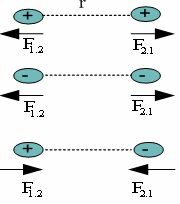 r
+ +
F1.2 F2.1
- -
F1.2 F2.1
+ -
F1.2 F2.1